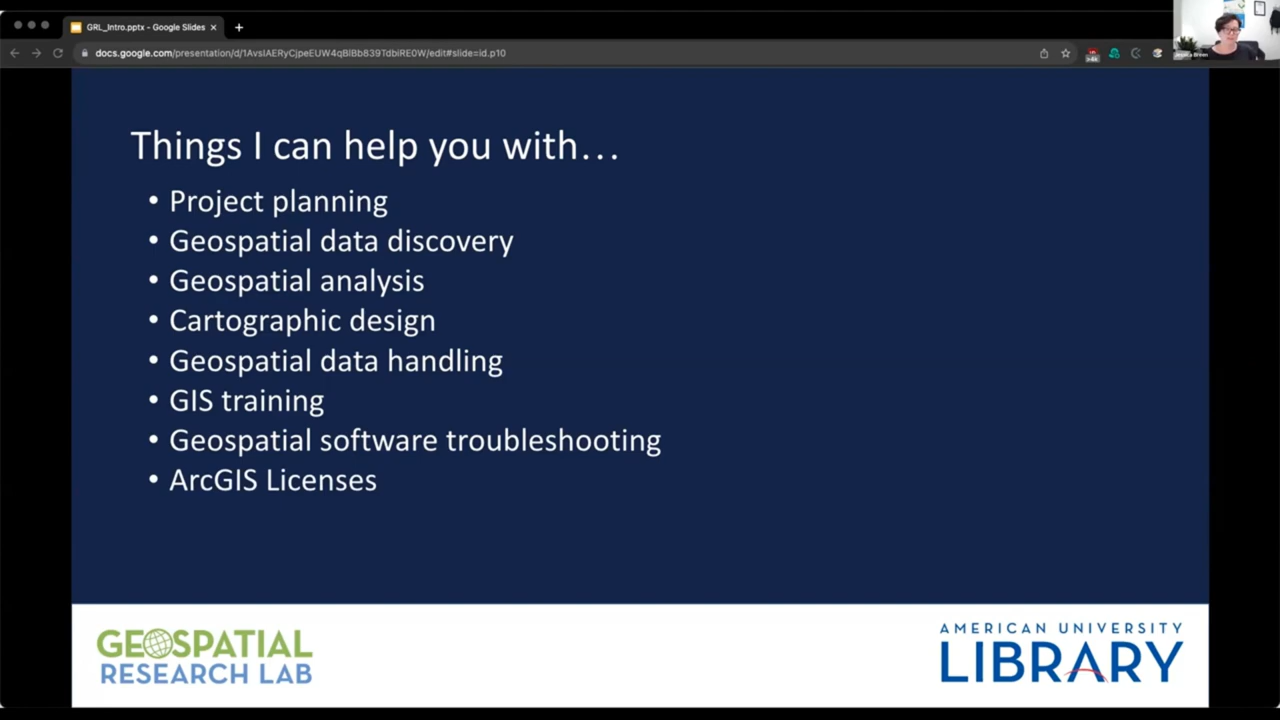 GRL_Intro.pptx - Google Slides
docs.google.com/presentation/d/1AvslAERyCjpeEUW4qBlBb839TdbiRE0W/edit#slide=id.p10
Things I can help you with…
• Project planning
• Geospatial data discovery
• Geospatial analysis
• Cartographic design
• Geospatial data handling
• GIS training
• Geospatial software troubleshooting
• ArcGIS Licenses
GEOSPATIAL
RESEARCH LAB
AMERICAN UNIVERSITY
LIBRARY